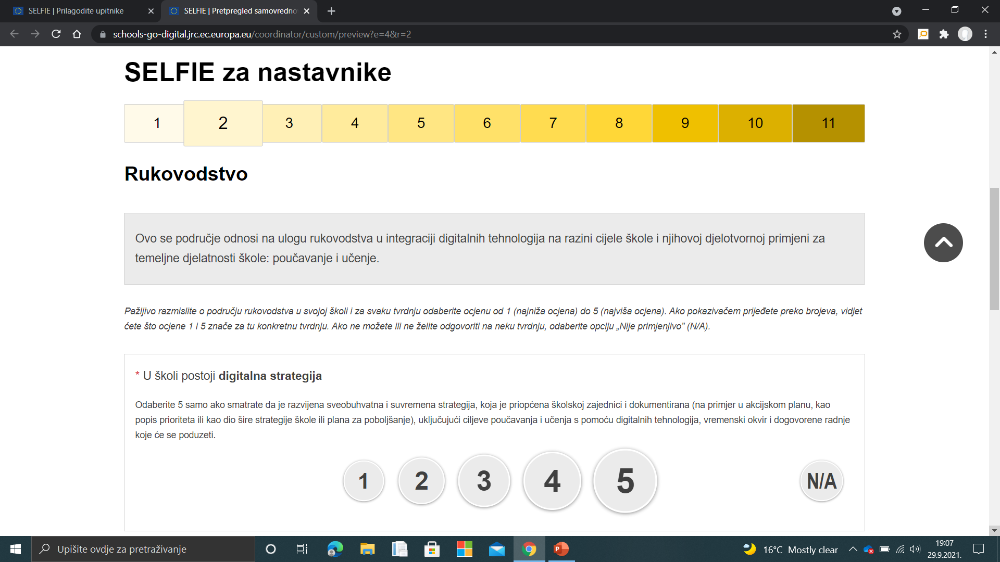 SELFIE | Prilagodite upitnike
SELFIE | Pretpregled samovredno
schools-go-digital.jrc.ec.europa.eu/coordinator/custom/preview?e=4&r=2
SELFIE za nastavnike
1 2 3 4 5 6 7 8 9 10 11
Rukovodstvo
Ovo se područje odnosi na ulogu rukovodstva u integraciji digitalnih tehnologija na razini cijele škole i njihovoj djelotvornoj primjeni za
temeljne djelatnosti škole: poučavanje i učenje.
Pažljivo razmislite o području rukovodstva u svojoj školi i za svaku tvrdnju odaberite ocjenu od 1 (najniža ocjena) do 5 (najviša ocjena). Ako pokazivačem prijeđete preko brojeva, vidjet
ćete što ocjene 1 i 5 znače za tu konkretnu tvrdnju. Ako ne možete ili ne želite odgovoriti na neku tvrdnju, odaberite opciju „Nije primjenjivo” (N/A).
* U školi postoji digitalna strategija
Odaberite 5 samo ako smatrate da je razvijena sveobuhvatna i suvremena strategija, koja je priopćena školskoj zajednici i dokumentirana (na primjer u akcijskom planu, kao
popis prioriteta ili kao dio šire strategije škole ili plana za poboljšanje), uključujući ciljeve poučavanja i učenja s pomoću digitalnih tehnologija, vremenski okvir i dogovorene radnje
koje će se poduzeti.
1 2 3 4 5 N/A
Upišite ovdje za pretraživanje
16°C Mostly clear
19:07
29.9.2021.